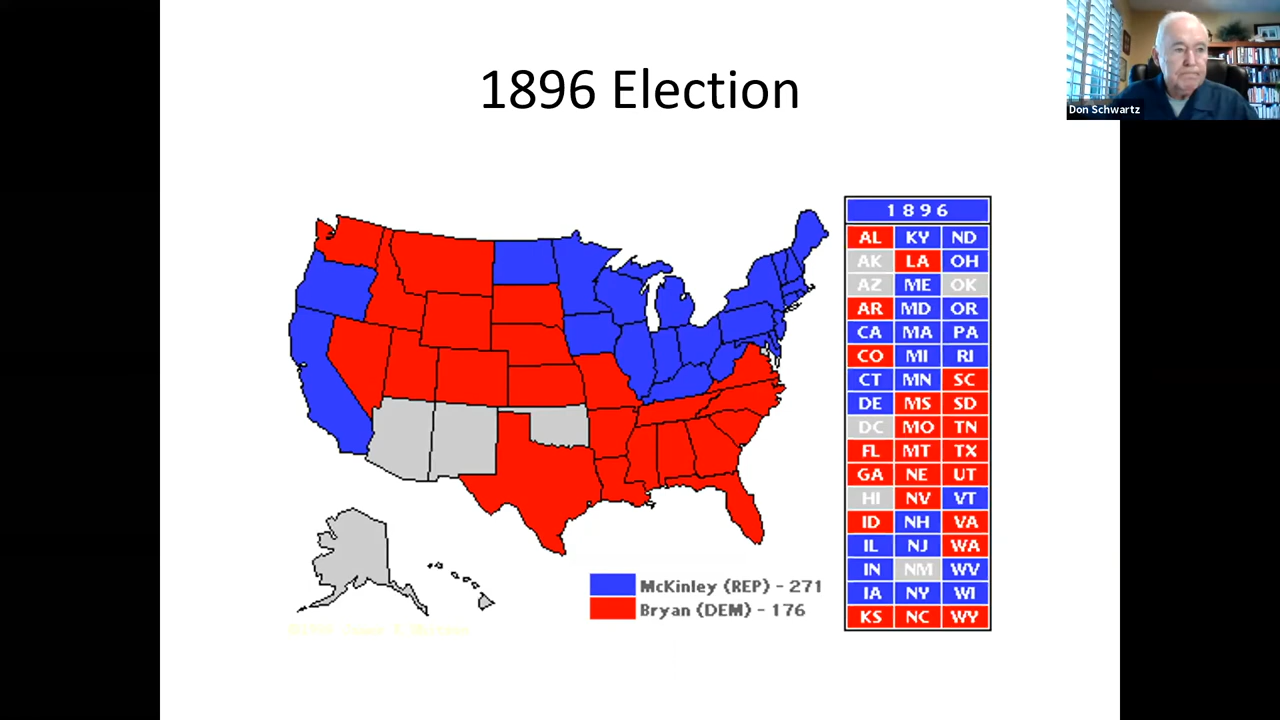 1896 Election
Don Schwartz
1896
AL KY ND
AK LA OH
AZ ME OK
AR MD OR
CA MA PA
CO MI RI
CT MN SC
DE MS SD
DC MO TN
FL MT TX
GA NE UT
HI NV VT
ID NH VA
IL NJ WA
IN NM WV
IA NY WI
KS NC WY
McKinley (REP) - 271
Bryan (DEM) - 176